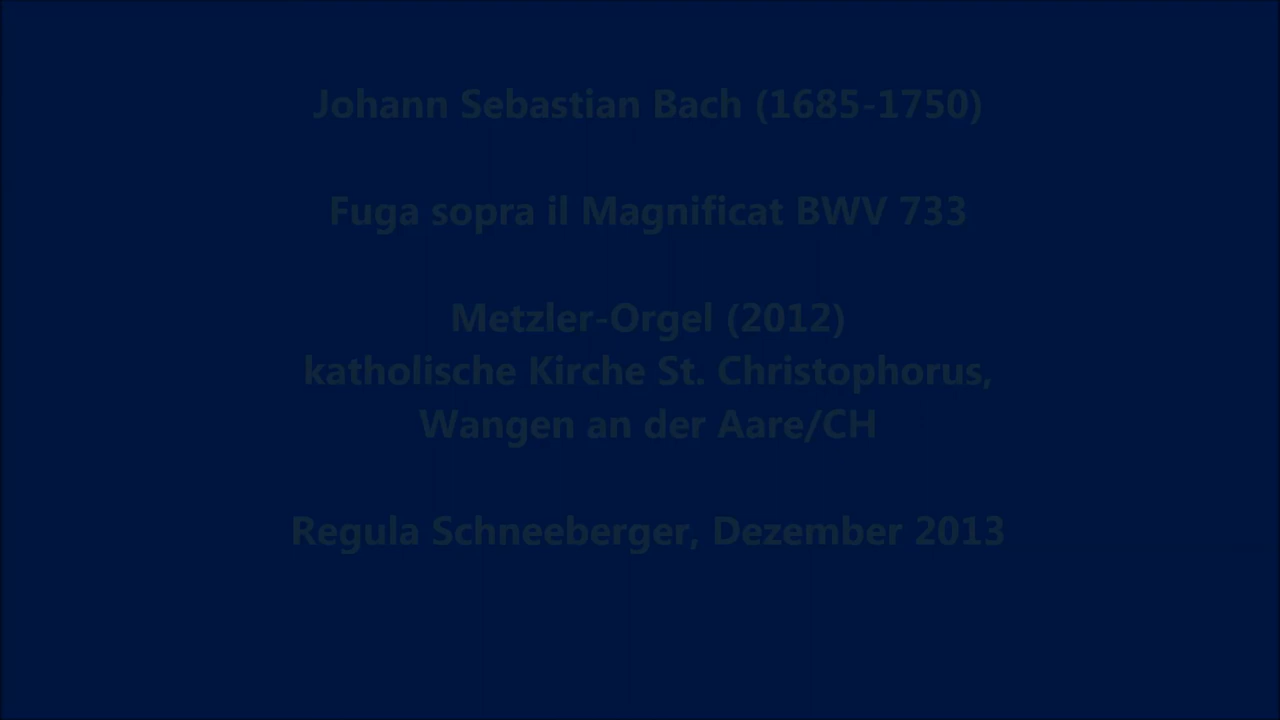 Johann Sebastian Bach (1685-1750)
Fuga sopra il Magnificat BWV 733
Metzler-Orgel (2012)
katholische Kirche St. Christophorus,
Wangen an der Aare/CH
Regula Schneeberger, Dezember 2013